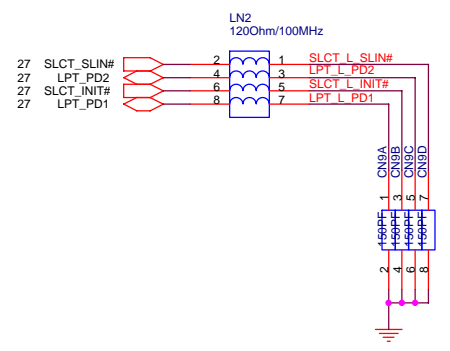 LN2
120Ohm/100MHz
27 SLCT_SLIN# 2 1 SLCT_L_SLIN#
27 LPT_PD2 4 3 LPT_L_PD2
27 SLCT_INIT# 6 5 SLCT_L_INIT#
27 LPT_PD1 8 7 LPT_L_PD1
CN9A CN9B CN9C CN9D
1 3 5 7
150PF 150PF 150PF 150PF
2 4 6 8